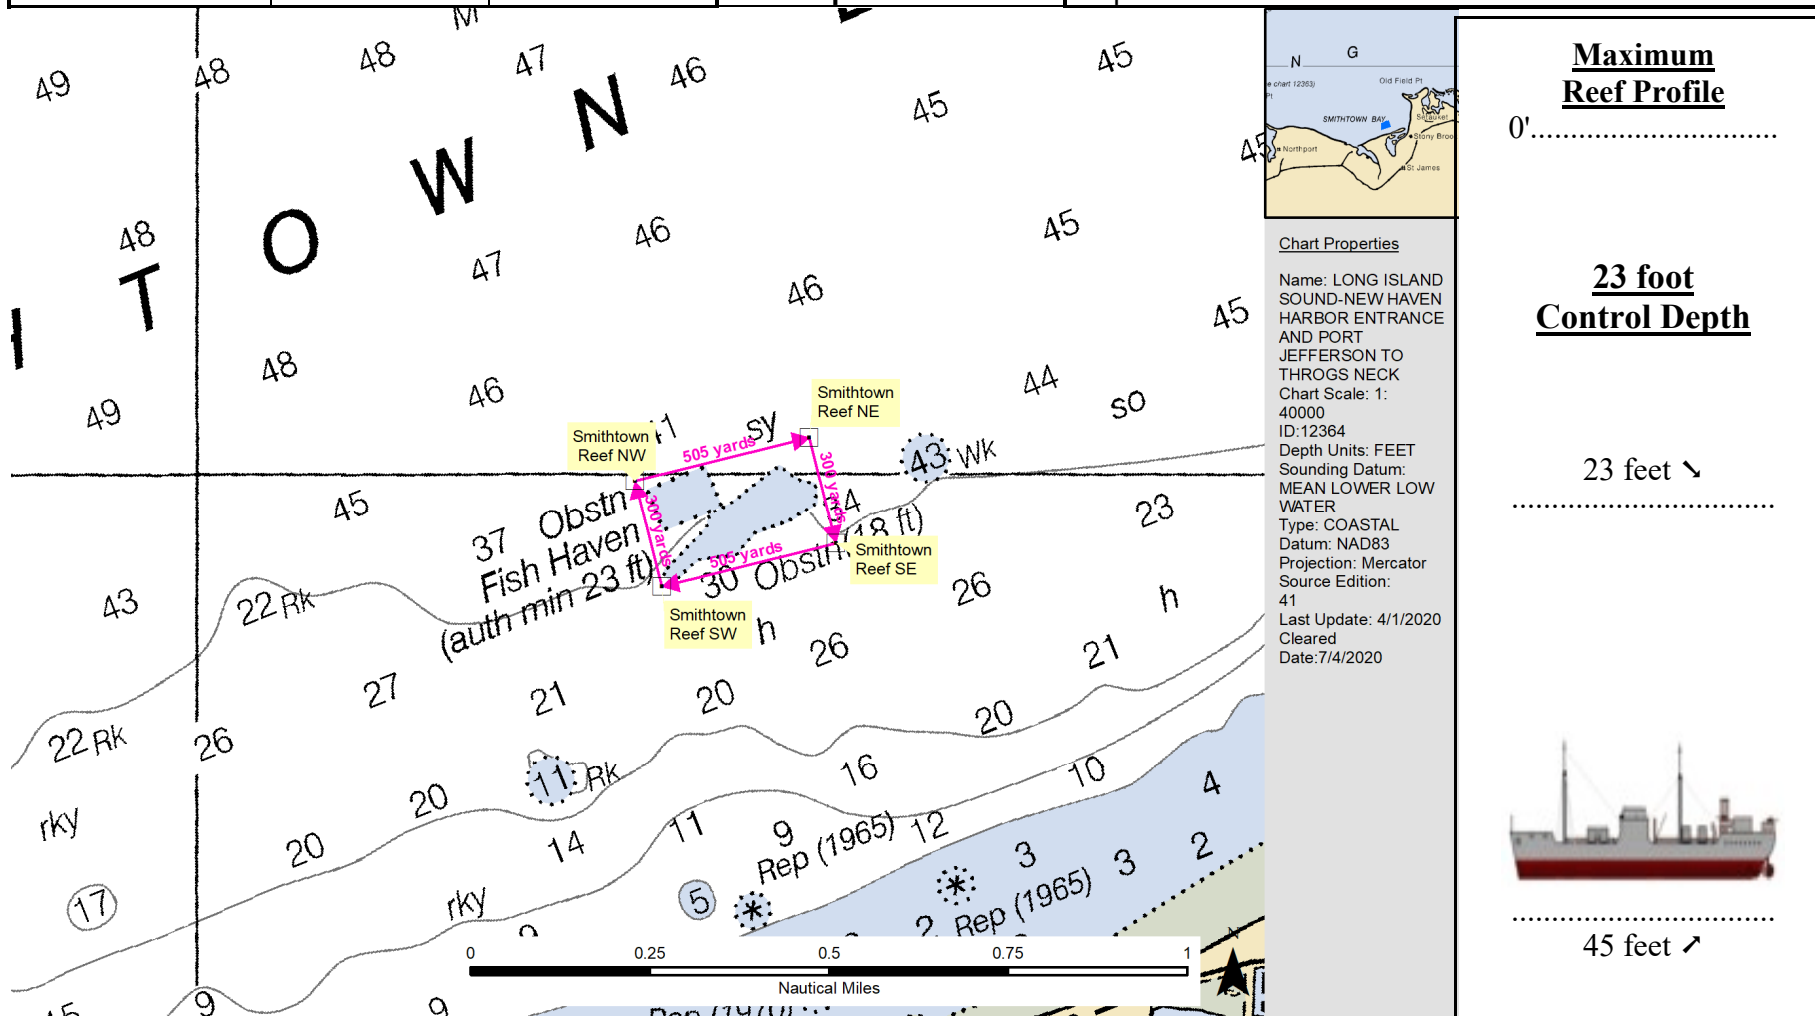 M
49
48
48
47
46
45
45
45
N
W
O
T
I
48
46
47
45
46
45
48
46
44
49
so
sy
Smithtown
Reef NE
Smithtown
Reef NW
505 yards
300 yards
300 yards
505 yards
43 Wk
45
23
37 Obstn
Fish Haven
(auth min 23 ft)
30 Obstn (18 ft)
Smithtown
Reef SE
Smithtown
Reef SW
43
22 Rk
26
h
h
26
21
27
21
20
20
22 Rk
26
11 Rk
16
10
4
20
rky
20
14
11
9
Rep (1965)
12
3
3
2
17
rky
5
2
Rep (1965)
9
9
0 0.25 0.5 0.75 1
Nautical Miles
N G
e chart 12363)
Old Field Pt
SMITHTOWN BAY
Setauket
Stony Broo
Northport
St James
Chart Properties
Name: LONG ISLAND
SOUND-NEW HAVEN
HARBOR ENTRANCE
AND PORT
JEFFERSON TO
THROGS NECK
Chart Scale: 1:
40000
ID:12364
Depth Units: FEET
Sounding Datum:
MEAN LOWER LOW
WATER
Type: COASTAL
Datum: NAD83
Projection: Mercator
Source Edition:
41
Last Update: 4/1/2020
Cleared
Date:7/4/2020
Maximum
Reef Profile
0'...............................
23 foot
Control Depth
23 feet ➘
.................................
.................................
45 feet ➚